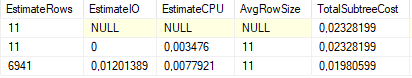 EstimateRows EstimateIO EstimateCPU AvgRowSize TotalSubtreeCost
11 NULL NULL NULL 0,02328199
11 0 0,003476 11 0,02328199
6941 0,01201389 0,0077921 11 0,01980599